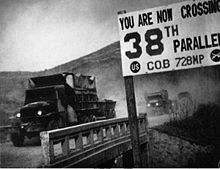 YOU ARE NOW CROSSING
38TH
PARALLEL
US COB 728MP